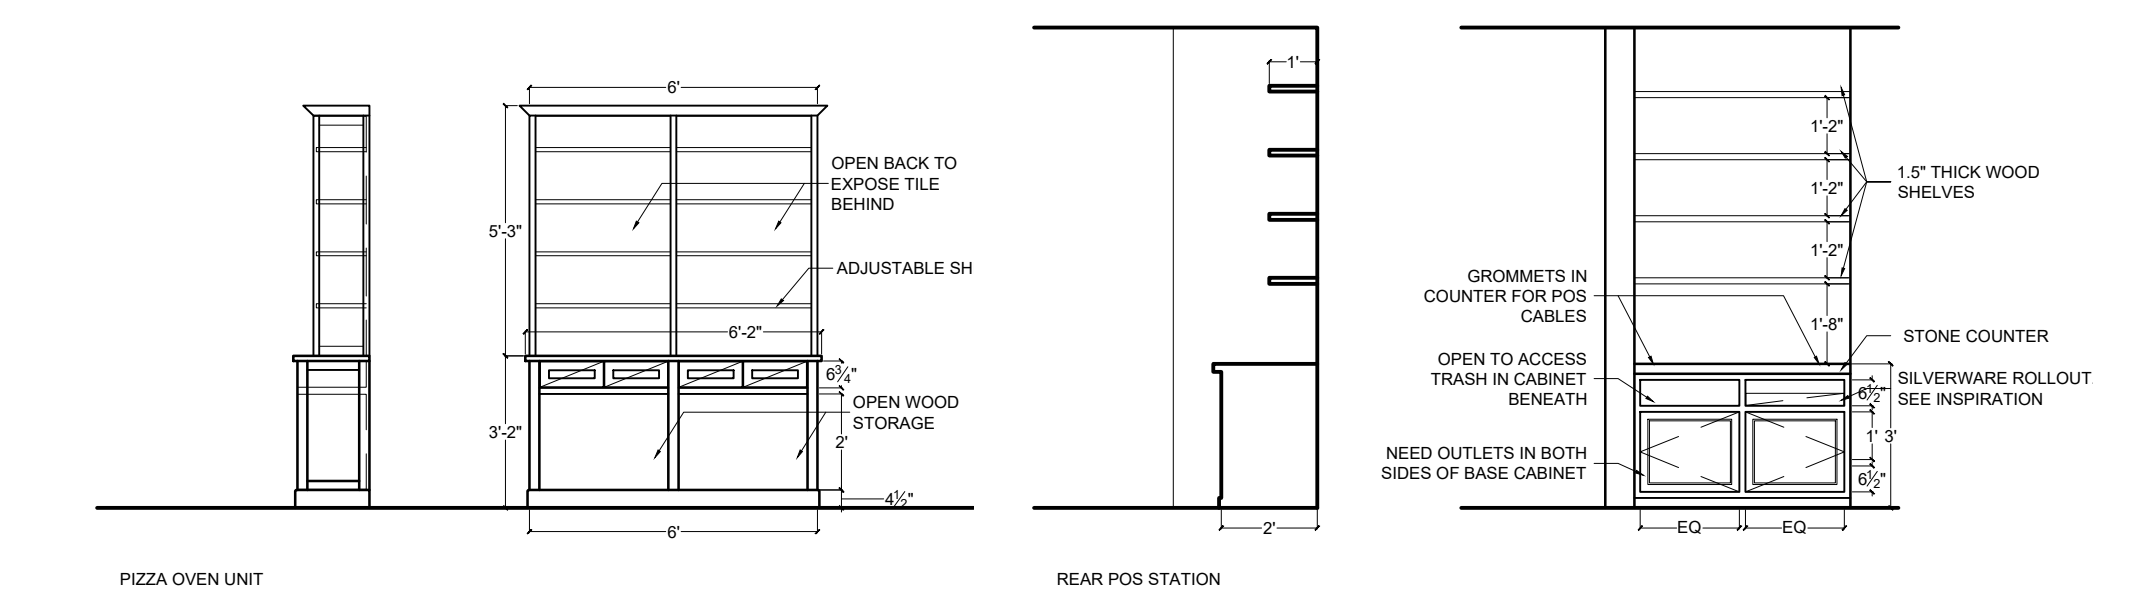 6'
OPEN BACK TO
EXPOSE TILE
BEHIND
5'-3"
ADJUSTABLE SH
6'-2"
6¾"
OPEN WOOD
STORAGE
3'-2"
2'
4½"
6'
PIZZA OVEN UNIT
1'
2'
REAR POS STATION
1'-2"
1.5" THICK WOOD
SHELVES
1'-2"
1'-2"
GROMMETS IN
COUNTER FOR POS
CABLES
1'-8"
STONE COUNTER
OPEN TO ACCESS
TRASH IN CABINET
BENEATH
SILVERWARE ROLLOUT.
SEE INSPIRATION
6½"
1'
3'
NEED OUTLETS IN BOTH
SIDES OF BASE CABINET
6½"
EQ
EQ